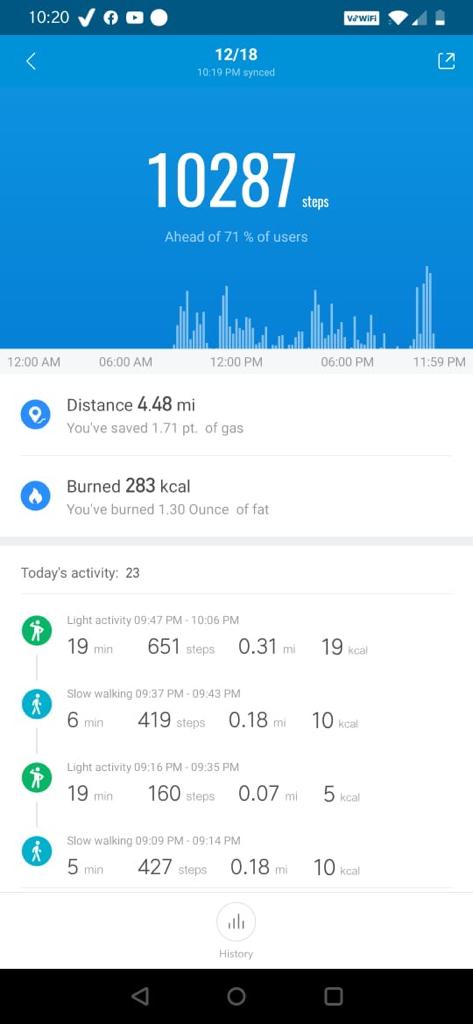 10:20
VoWiFi
12/18
10:19 PM synced
10287 steps
Ahead of 71 % of users
12:00 AM 06:00 AM 12:00 PM 06:00 PM 11:59 PM
Distance 4.48 mi
You've saved 1.71 pt. of gas
Burned 283 kcal
You've burned 1.30 Ounce of fat
Today's activity: 23
Light activity 09:47 PM - 10:06 PM
19 min 651 steps 0.31 mi 19 kcal
Slow walking 09:37 PM - 09:43 PM
6 min 419 steps 0.18 mi 10 kcal
Light activity 09:16 PM - 09:35 PM
19 min 160 steps 0.07 mi 5 kcal
Slow walking 09:09 PM - 09:14 PM
5 min 427 steps 0.18 mi 10 kcal
History